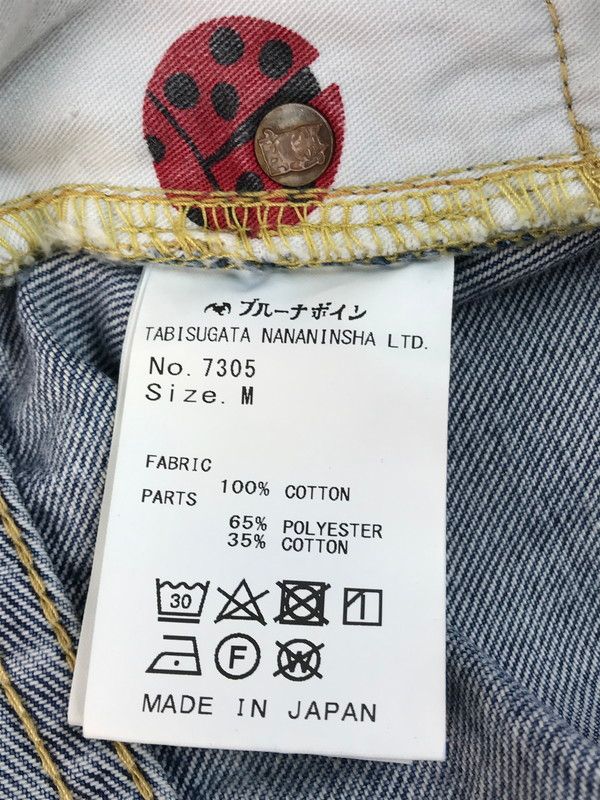 ブルーナボイン
TABISUGATA NANANINSHA LTD.
No. 7305
Size. M
FABRIC
100% COTTON
PARTS
65% POLYESTER
35% COTTON
30
F
W
MADE IN JAPAN